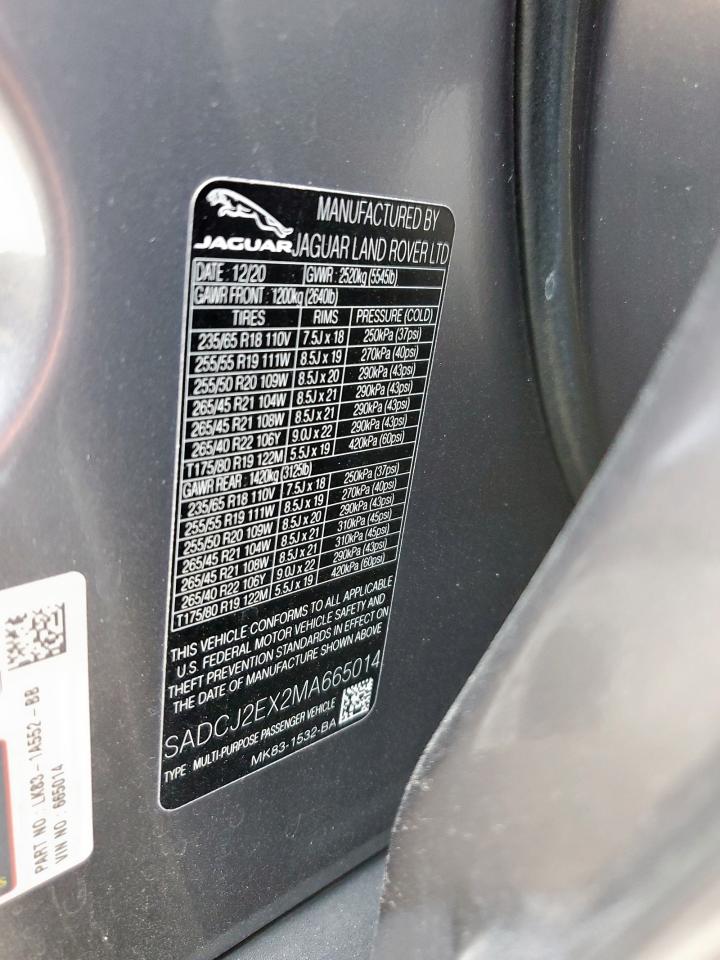 JAGUAR
MANUFACTURED BY
JAGUAR LAND ROVER LTD
DATE : 12/20 GVWR : 2520kg (5545lb)
GAWR FRONT : 1200kg (2640lb)
TIRES RIMS PRESSURE (COLD)
235/65 R18 110V 7.5J x 18 250kPa (37psi)
255/55 R19 111W 8.5J x 19 270kPa (40psi)
255/50 R20 109W 8.5J x 20 290kPa (43psi)
265/45 R21 104W 8.5J x 21 290kPa (43psi)
265/45 R21 108W 8.5J x 21 290kPa (43psi)
265/40 R22 106Y 9.0J x 22 290kPa (43psi)
T175/80 R19 122M 5.5J x 19 420kPa (60psi)
GAWR REAR : 1420kg (3125lb)
235/65 R18 110V 7.5J x 18 250kPa (37psi)
255/55 R19 111W 8.5J x 19 270kPa (40psi)
255/50 R20 109W 8.5J x 20 290kPa (43psi)
265/45 R21 104W 8.5J x 21 310kPa (45psi)
265/45 R21 108W 8.5J x 21 310kPa (45psi)
265/40 R22 106Y 9.0J x 22 290kPa (43psi)
T175/80 R19 122M 5.5J x 19 420kPa (60psi)
THIS VEHICLE CONFORMS TO ALL APPLICABLE
U.S. FEDERAL MOTOR VEHICLE SAFETY AND
THEFT PREVENTION STANDARDS IN EFFECT ON
THE DATE OF MANUFACTURE SHOWN ABOVE
SADCJ2EX2MA665014
TYPE : MULTI-PURPOSE PASSENGER VEHICLE
MK83-1532-BA
PART NO : LK83-1A552-BB
VIN NO : 665014